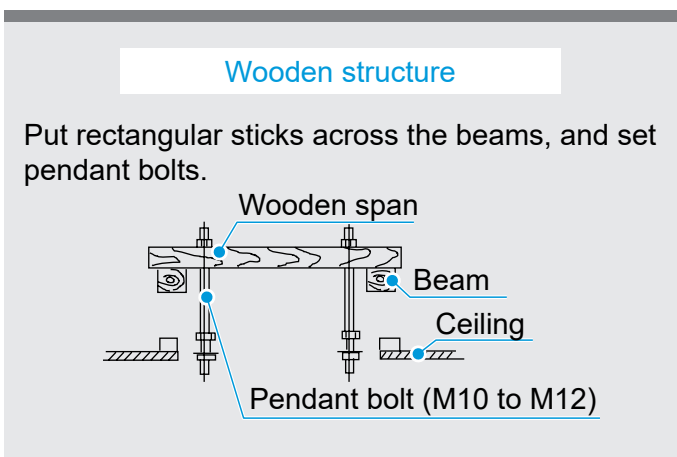 Wooden structure
Put rectangular sticks across the beams, and set
pendant bolts.
Wooden span
Beam
Ceiling
Pendant bolt (M10 to M12)